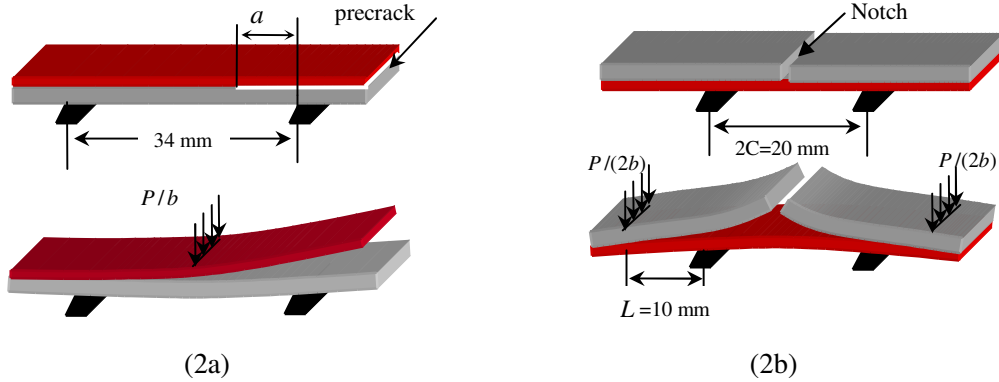 a
precrack
34 mm
P/b
(2a)
Notch
2C=20 mm
P/(2b)
P/(2b)
L=10 mm
(2b)